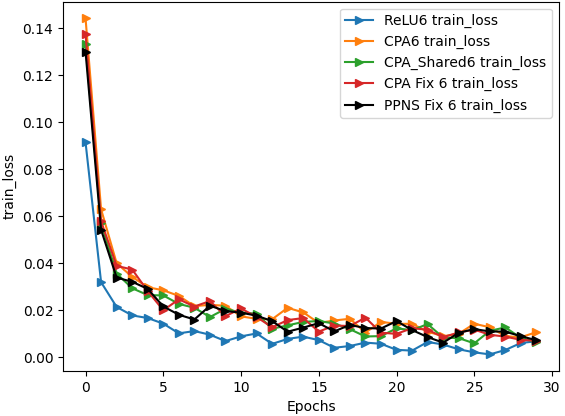 ReLU6 train_loss
CPA6 train_loss
CPA_Shared6 train_loss
CPA Fix 6 train_loss
PPNS Fix 6 train_loss
train_loss
0.14
0.12
0.10
0.08
0.06
0.04
0.02
0.00
0 5 10 15 20 25 30
Epochs